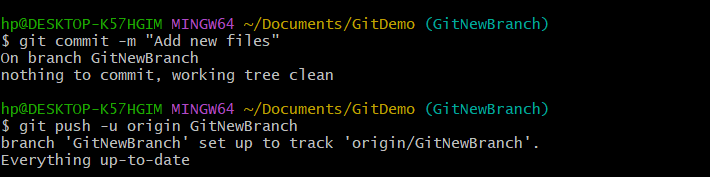 hp@DESKTOP-K57HGIM MINGW64 ~/Documents/GitDemo (GitNewBranch)
$ git commit -m "Add new files"
On branch GitNewBranch
nothing to commit, working tree clean
hp@DESKTOP-K57HGIM MINGW64 ~/Documents/GitDemo (GitNewBranch)
$ git push -u origin GitNewBranch
branch 'GitNewBranch' set up to track 'origin/GitNewBranch'.
Everything up-to-date